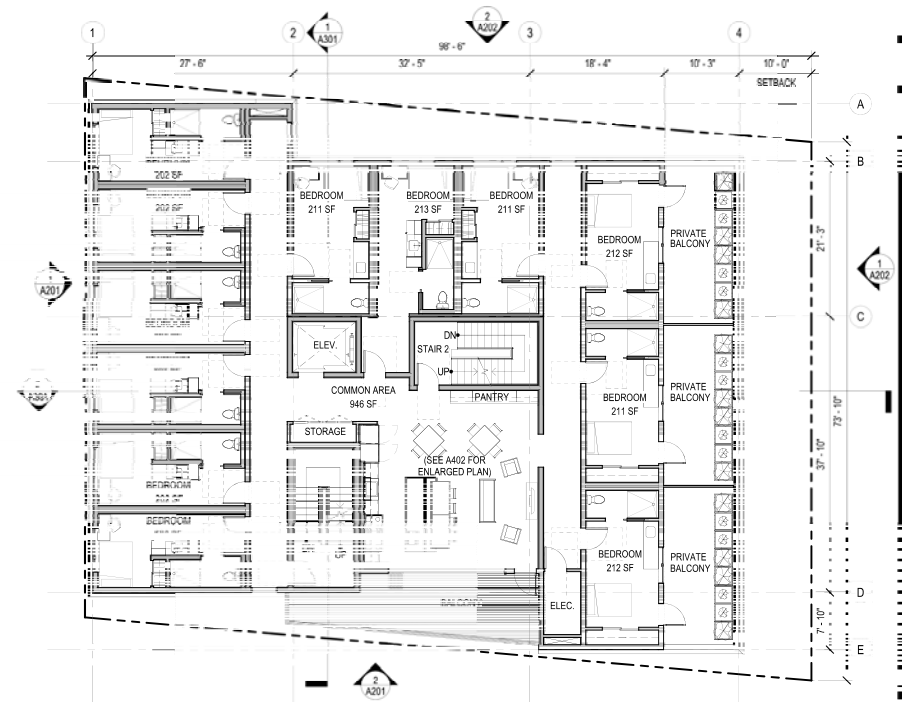 1
2
3
4
1
A301
2
A202
98' - 6"
27' - 6"
32' - 5"
18' - 4"
10' - 3"
10' - 0"
SETBACK
A
B
202 SF
202 SF
BEDROOM
211 SF
BEDROOM
213 SF
BEDROOM
211 SF
BEDROOM
212 SF
PRIVATE
BALCONY
21' - 3"
1
A202
1
A201
C
ELEV.
DN
STAIR 2
UP
COMMON AREA
946 SF
PANTRY
STORAGE
(SEE A402 FOR
ENLARGED PLAN)
BEDROOM
211 SF
PRIVATE
BALCONY
73' - 10"
37' - 10"
BEDROOM
BEDROOM
UP
BEDROOM
212 SF
PRIVATE
BALCONY
ELEC.
BALCONY
D
7' - 10"
E
2
A201